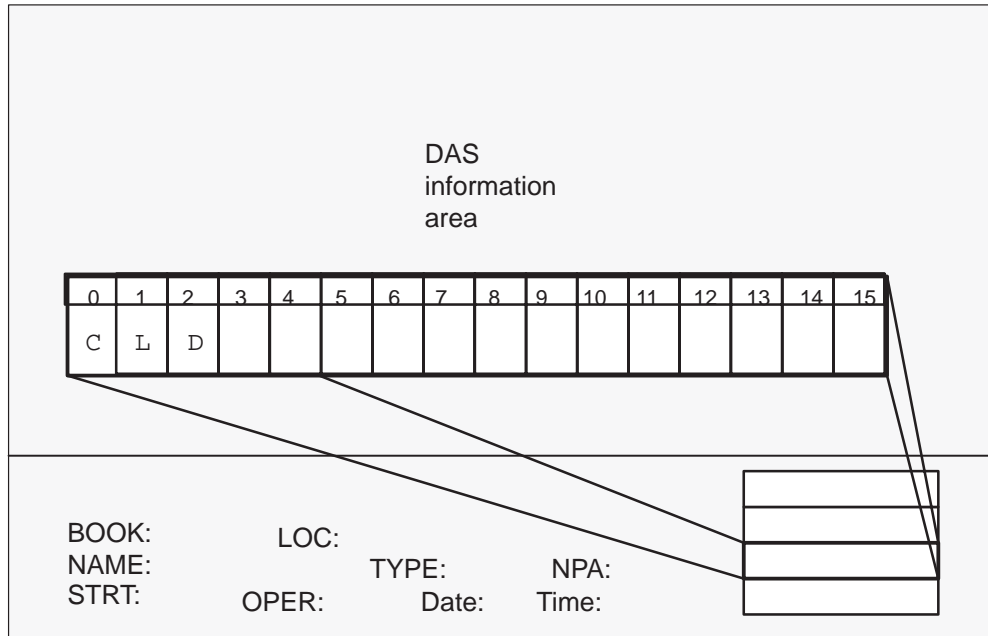 DAS
information
area
0 1 2 3 4 5 6 7 8 9 10 11 12 13 14 15
C L D
BOOK: LOC:
NAME: TYPE: NPA:
STRT: OPER: Date: Time: